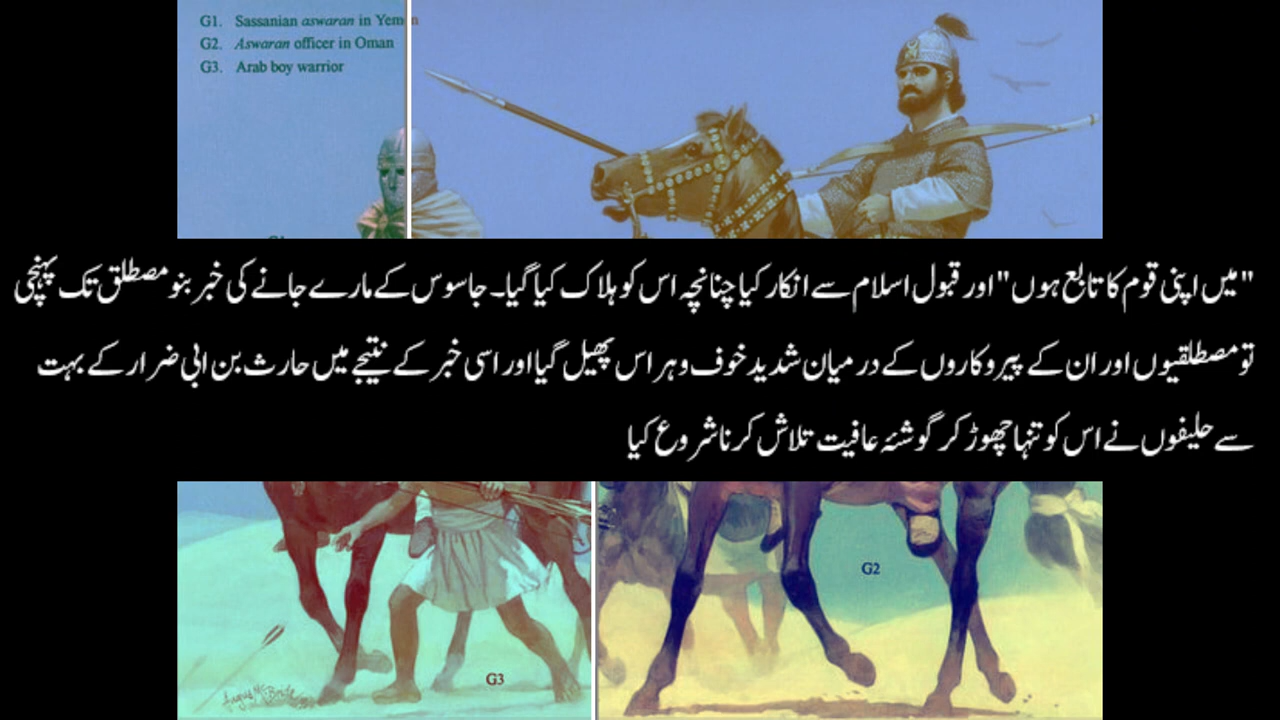 G1. Sassanian aswaran in Yemen
G2. Aswaran officer in Oman
G3. Arab boy warrior
"میں اپنی قوم کا تابع ہوں" اور قبول اسلام سے انکار کیا چنانچہ اس کو ہلاک کیا گیا۔ جاسوس کے مارے جانے کی خبر بنو مصطلق تک پہنچی
تو مصطلقیوں اور ان کے پیروکاروں کے درمیان شدید خوف و ہراس پھیل گیا اور اسی خبر کے نتیجے میں حارث بن ابی ضرار کے بہت
سے حلیفوں نے اس کو تنہا چھوڑ کر گوشئہ عافیت تلاش کرنا شروع کیا
G2
G3
Angus McBride